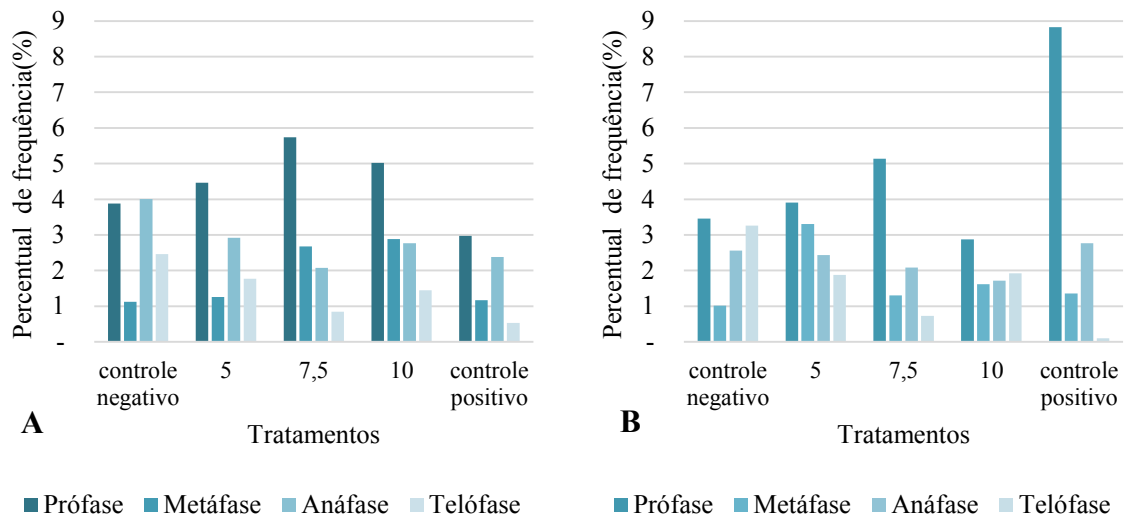 Percentual de frequência(%)
9
8
7
6
5
4
3
2
1
-
controle negativo
5
7,5
10
controle positivo
A
Tratamentos
Prófase Metáfase Anáfase Telófase
Percentual de frequência(%)
9
8
7
6
5
4
3
2
1
-
controle negativo
5
7,5
10
controle positivo
B
Tratamentos
Prófase Metáfase Anáfase Telófase